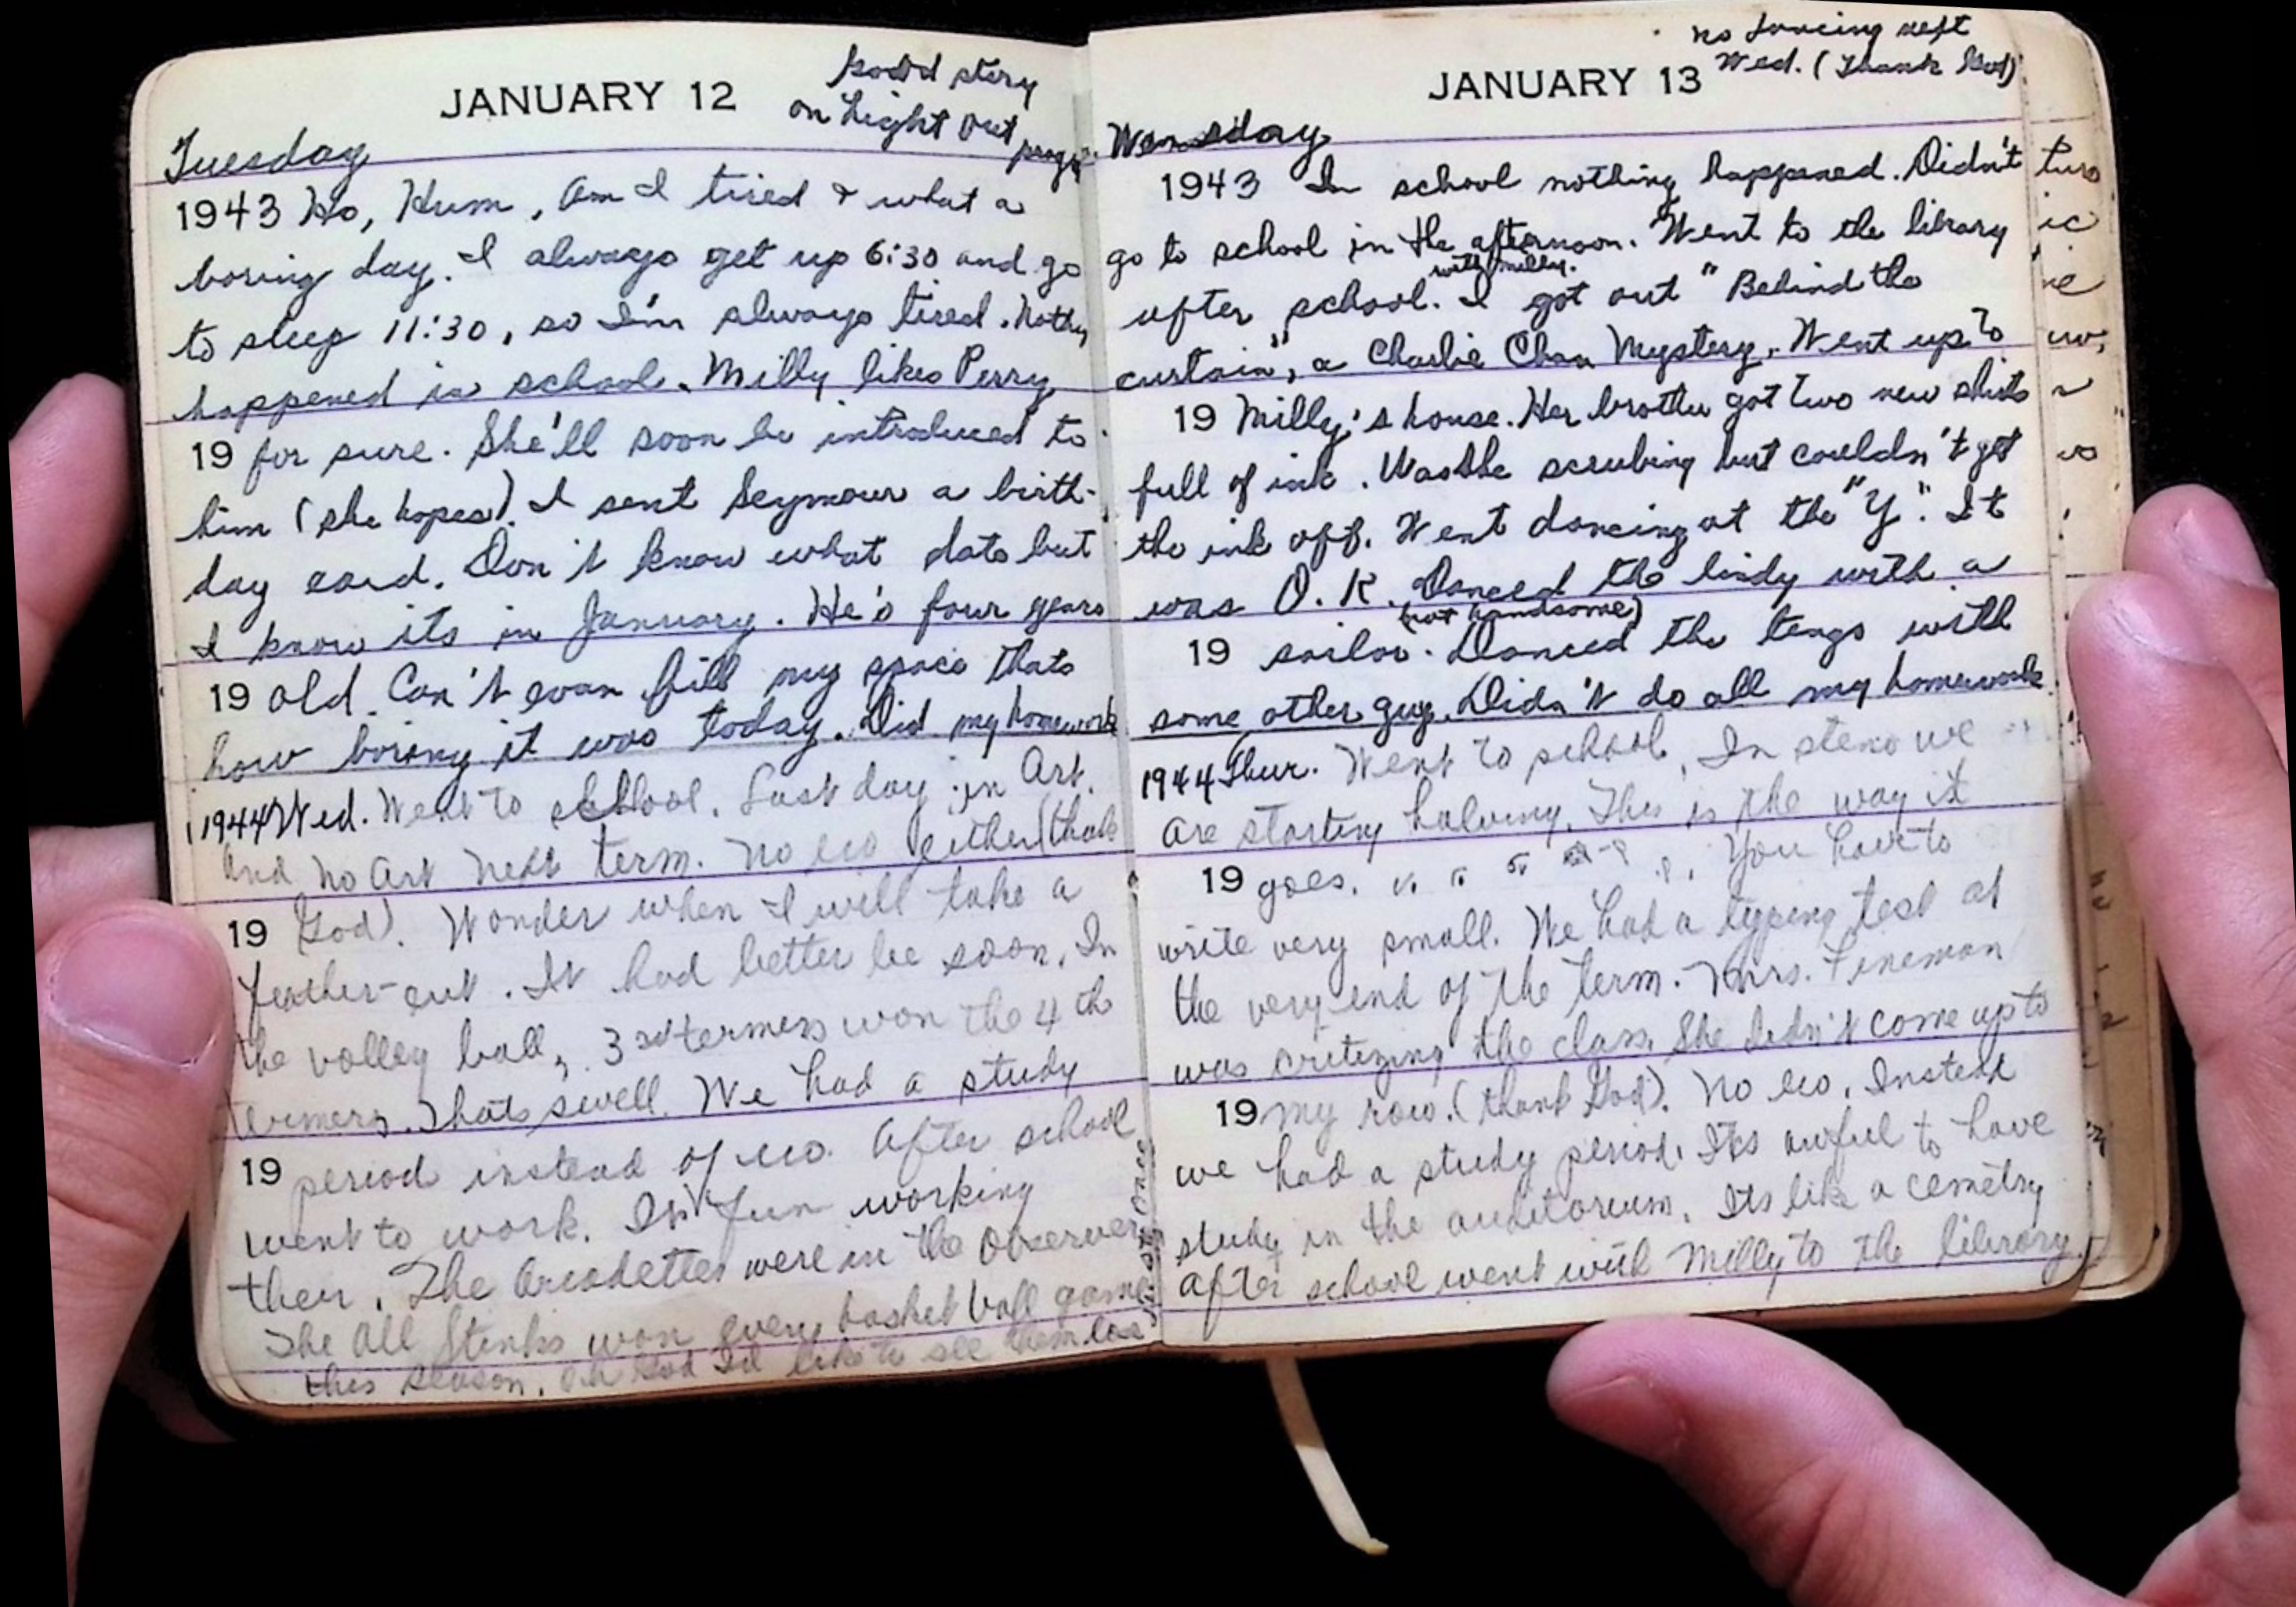 JANUARY 12
Good story
on Light Out
Tuesday
1943 Ho, Hum, Am I tired & what a
boring day. I always get up 6:30 and go
to sleep 11:30, so I'm always tired. Nothing
happened in school. Milly likes Perry
19 for sure. She'll soon be introduced to
him (she hopes). I sent Seymour a birth-
day card. Don't know what date but
I know its in January. He's four years
19 old. Can't even fill my space thats
how boring it was today. Did my homework
1944 Wed. Went to school. Last day in Art.
And no Art next term. No eco either (thank
19 God). Wonder when I will take a
feather-cut. It had better be soon. In
the volley ball, 3rd termers won the 4th
termers. Thats swell. We had a study
19 period instead of eco. After school
went to work. Isn't fun working
their. The Arcadettes were in the Observer
The All Stinks won every basket ball game
this season. Oh God I'd like to see them lose
just once
JANUARY 13
no dancing next
Wed. (Thank God)
Wensday
1943 In school nothing happened. Didn't
go to school in the afternoon. Went to the library
with Milly.
after school. I got out "Behind the
curtain", a Charlie Chan Mystery. Went up to
19 Milly's house. Her brother got two new shirts
full of ink. Was she scrubing but couldn't get
the ink off. Went dancing at the "Y". It
was O.K. Danced the lindy with a
(not handsome)
19 sailor. Danced the tango with
some other guy. Didn't do all my homework
1944 Thur. Went to school. In steno we
are starting halving. This is the way it
19 goes. You have to
write very small. We had a typing test at
the very end of the term. Mrs. Fineman
was critizing the class. She didn't come up to
19 my row. (thank God). No eco. Instead
we had a study period. Its awful to have
study in the auditorium. Its like a cemetry
After school went with Milly to the library.
two
ic